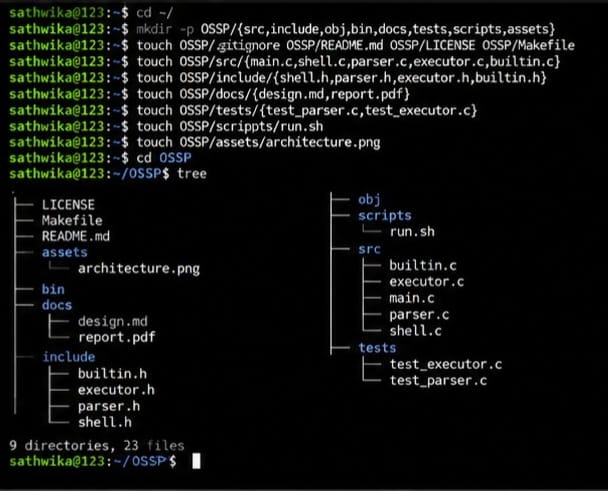 sathwika@123:~$ cd ~/
sathwika@123:~$ mkdir -p OSSP/{src,include,obj,bin,docs,tests,scripts,assets}
sathwika@123:~$ touch OSSP/.gitignore OSSP/README.md OSSP/LICENSE OSSP/Makefile
sathwika@123:~$ touch OSSP/src/{main.c,shell.c,parser.c,executor.c,builtin.c}
sathwika@123:~$ touch OSSP/include/{shell.h,parser.h,executor.h,builtin.h}
sathwika@123:~$ touch OSSP/docs/{design.md,report.pdf}
sathwika@123:~$ touch OSSP/tests/{test_parser.c,test_executor.c}
sathwika@123:~$ touch OSSP/scrippts/run.sh
sathwika@123:~$ touch OSSP/assets/architecture.png
sathwika@123:~$ cd OSSP
sathwika@123:~/OSSP$ tree
LICENSE
Makefile
README.md
assets
architecture.png
bin
docs
design.md
report.pdf
include
builtin.h
executor.h
parser.h
shell.h
obj
scripts
run.sh
src
builtin.c
executor.c
main.c
parser.c
shell.c
tests
test_executor.c
test_parser.c
9 directories, 23 files
sathwika@123:~/OSSP$